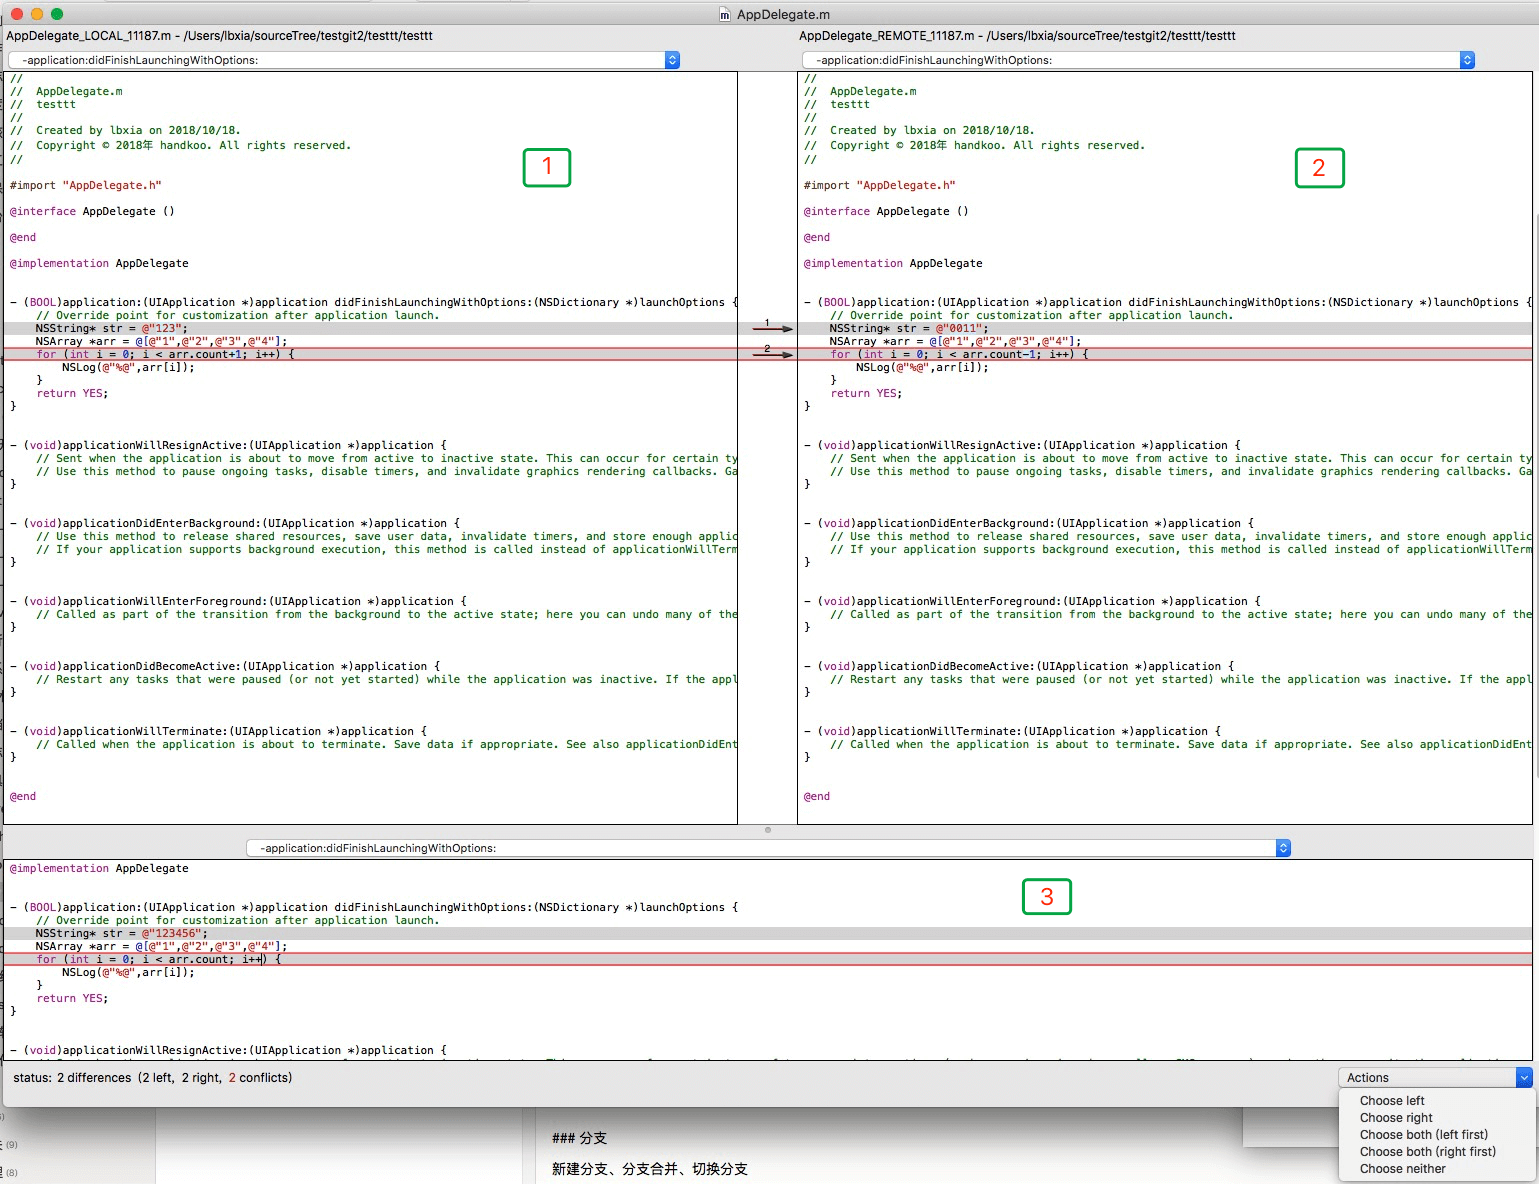 AppDelegate.m
AppDelegate_LOCAL_11187.m - /Users/lbxia/sourceTree/testgit2/testtt/testtt
-application:didFinishLaunchingWithOptions:
//
//  AppDelegate.m
//  testtt
//
//  Created by lbxia on 2018/10/18.
//  Copyright © 2018年 handkoo. All rights reserved.
//
1
#import "AppDelegate.h"
@interface AppDelegate ()
@end
@implementation AppDelegate
- (BOOL)application:(UIApplication *)application didFinishLaunchingWithOptions:(NSDictionary *)launchOptions {
    // Override point for customization after application launch.
    NSString* str = @"123";
    NSArray *arr = @[@"1",@"2",@"3",@"4"];
    for (int i = 0; i < arr.count+1; i++) {
        NSLog(@"%@",arr[i]);
    }
    return YES;
}
- (void)applicationWillResignActive:(UIApplication *)application {
    // Sent when the application is about to move from active to inactive state. This can occur for certain ty
    // Use this method to pause ongoing tasks, disable timers, and invalidate graphics rendering callbacks. Ga
}
- (void)applicationDidEnterBackground:(UIApplication *)application {
    // Use this method to release shared resources, save user data, invalidate timers, and store enough applic
    // If your application supports background execution, this method is called instead of applicationWillTerm
}
- (void)applicationWillEnterForeground:(UIApplication *)application {
    // Called as part of the transition from the background to the active state; here you can undo many of the
}
- (void)applicationDidBecomeActive:(UIApplication *)application {
    // Restart any tasks that were paused (or not yet started) while the application was inactive. If the appl
}
- (void)applicationWillTerminate:(UIApplication *)application {
    // Called when the application is about to terminate. Save data if appropriate. See also applicationDidEnt
}
@end
1
2
AppDelegate_REMOTE_11187.m - /Users/lbxia/sourceTree/testgit2/testtt/testtt
-application:didFinishLaunchingWithOptions:
//
//  AppDelegate.m
//  testtt
//
//  Created by lbxia on 2018/10/18.
//  Copyright © 2018年 handkoo. All rights reserved.
//
2
#import "AppDelegate.h"
@interface AppDelegate ()
@end
@implementation AppDelegate
- (BOOL)application:(UIApplication *)application didFinishLaunchingWithOptions:(NSDictionary *)launchOptions {
    // Override point for customization after application launch.
    NSString* str = @"0011";
    NSArray *arr = @[@"1",@"2",@"3",@"4"];
    for (int i = 0; i < arr.count-1; i++) {
        NSLog(@"%@",arr[i]);
    }
    return YES;
}
- (void)applicationWillResignActive:(UIApplication *)application {
    // Sent when the application is about to move from active to inactive state. This can occur for certain ty
    // Use this method to pause ongoing tasks, disable timers, and invalidate graphics rendering callbacks. Ga
}
- (void)applicationDidEnterBackground:(UIApplication *)application {
    // Use this method to release shared resources, save user data, invalidate timers, and store enough applic
    // If your application supports background execution, this method is called instead of applicationWillTerm
}
- (void)applicationWillEnterForeground:(UIApplication *)application {
    // Called as part of the transition from the background to the active state; here you can undo many of the
}
- (void)applicationDidBecomeActive:(UIApplication *)application {
    // Restart any tasks that were paused (or not yet started) while the application was inactive. If the appl
}
- (void)applicationWillTerminate:(UIApplication *)application {
    // Called when the application is about to terminate. Save data if appropriate. See also applicationDidEnt
}
@end
-application:didFinishLaunchingWithOptions:
@implementation AppDelegate
3
- (BOOL)application:(UIApplication *)application didFinishLaunchingWithOptions:(NSDictionary *)launchOptions {
    // Override point for customization after application launch.
    NSString* str = @"123456";
    NSArray *arr = @[@"1",@"2",@"3",@"4"];
    for (int i = 0; i < arr.count; i++) {
        NSLog(@"%@",arr[i]);
    }
    return YES;
}
- (void)applicationWillResignActive:(UIApplication *)application {
status: 2 differences (2 left, 2 right, 2 conflicts)
Actions
Choose left
Choose right
Choose both (left first)
Choose both (right first)
Choose neither
(9)
(8)
### 分支
新建分支、分支合并、切换分支